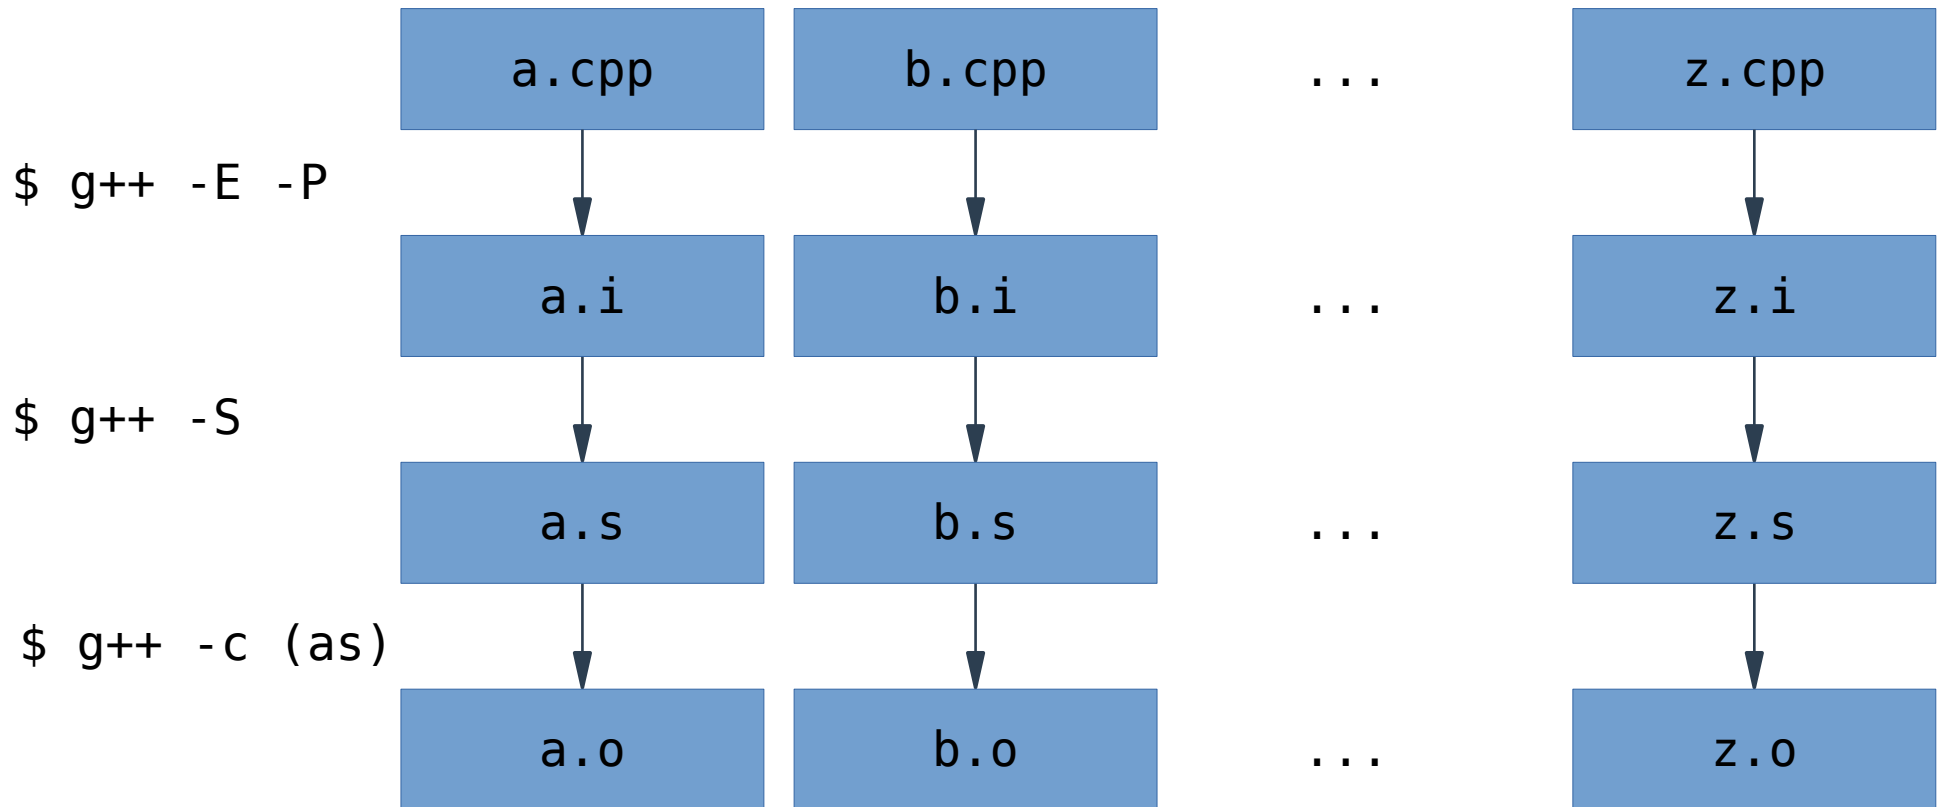 a.cpp b.cpp ... z.cpp
$ g++ -E -P
a.i b.i ... z.i
$ g++ -S
a.s b.s ... z.s
$ g++ -c (as)
a.o b.o ... z.o